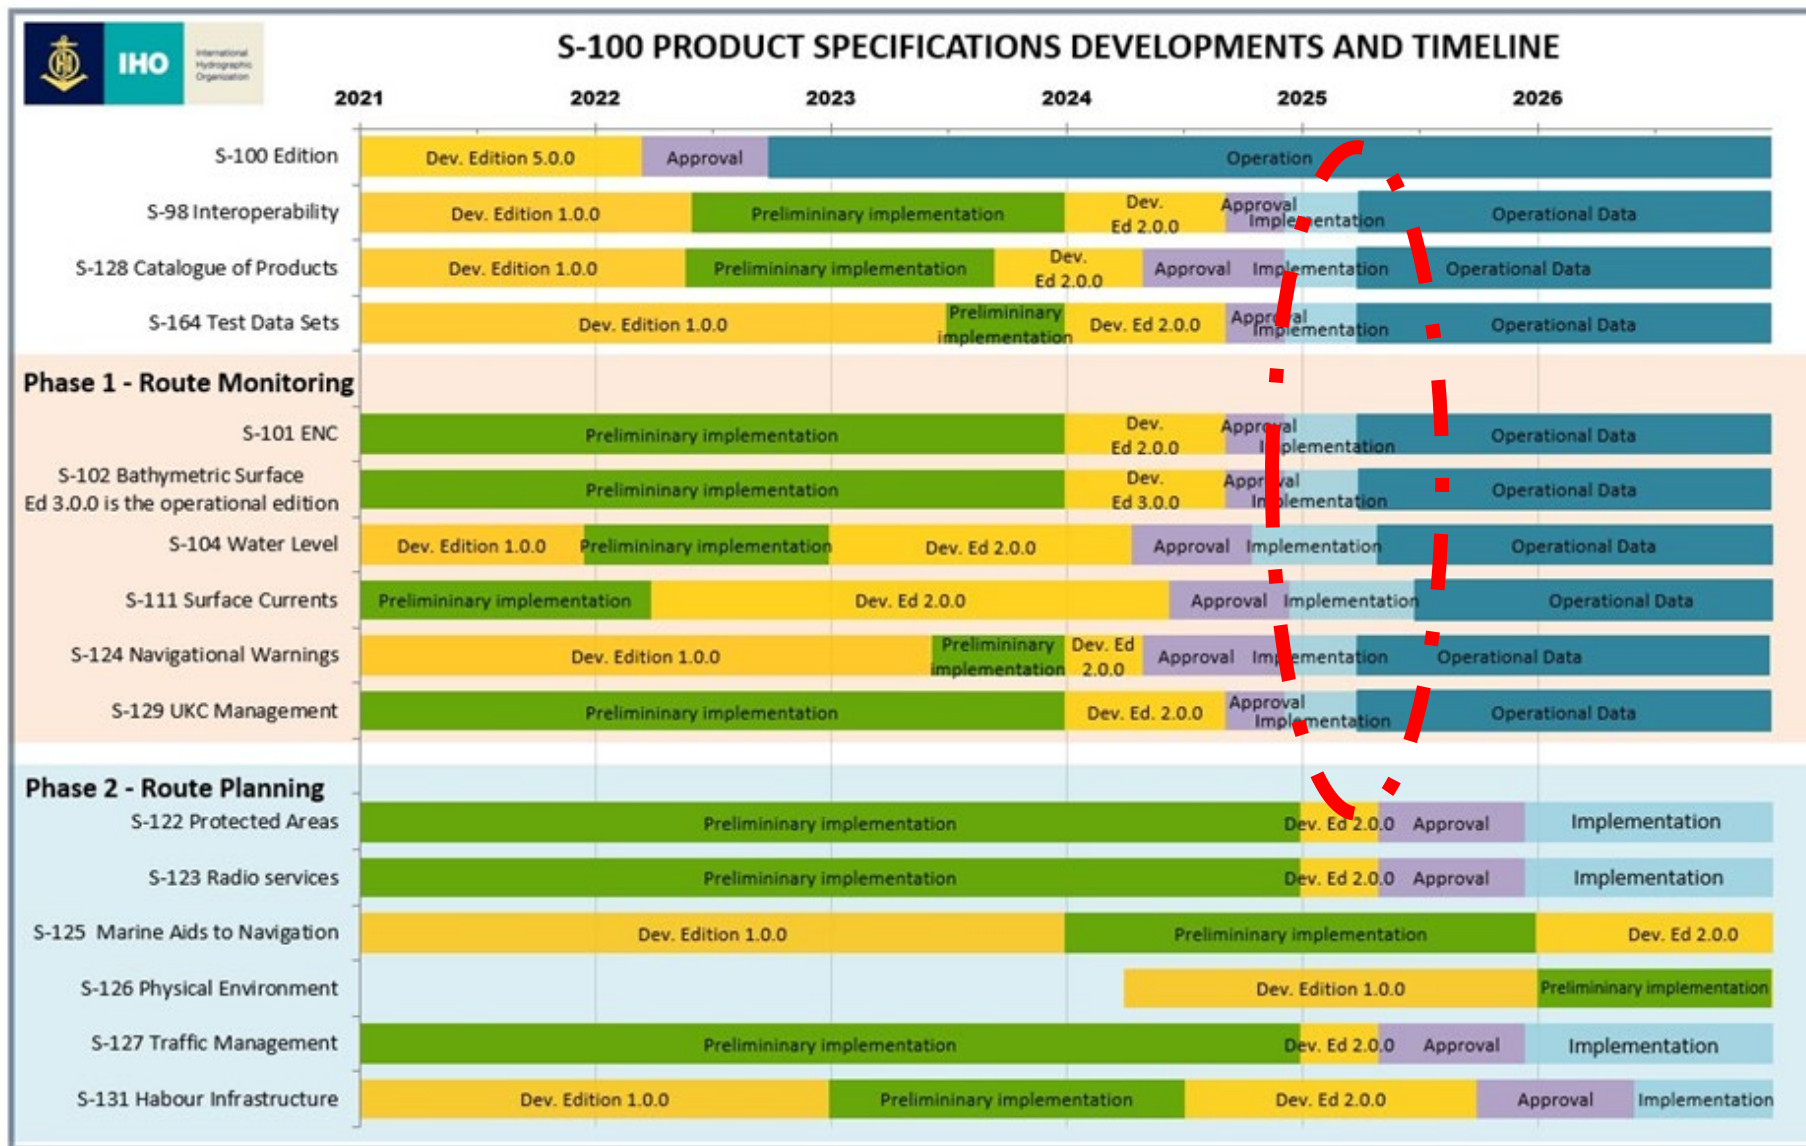 IHO
International
Hydrographic
Organization
S-100 PRODUCT SPECIFICATIONS DEVELOPMENTS AND TIMELINE
2021 2022 2023 2024 2025 2026
S-100 Edition Dev. Edition 5.0.0 Approval Operation
S-98 Interoperability Dev. Edition 1.0.0 Prelimininary implementation Dev. Ed 2.0.0 Approval Implementation Operational Data
S-128 Catalogue of Products Dev. Edition 1.0.0 Prelimininary implementation Dev. Ed 2.0.0 Approval Implementation Operational Data
S-164 Test Data Sets Dev. Edition 1.0.0 Prelimininary implementation Dev. Ed 2.0.0 Approval Implementation Operational Data
Phase 1 - Route Monitoring
S-101 ENC Prelimininary implementation Dev. Ed 2.0.0 Approval Implementation Operational Data
S-102 Bathymetric Surface
Ed 3.0.0 is the operational edition Prelimininary implementation Dev. Ed 3.0.0 Approval Implementation Operational Data
S-104 Water Level Dev. Edition 1.0.0 Prelimininary implementation Dev. Ed 2.0.0 Approval Implementation Operational Data
S-111 Surface Currents Prelimininary implementation Dev. Ed 2.0.0 Approval Implementation Operational Data
S-124 Navigational Warnings Dev. Edition 1.0.0 Prelimininary implementation Dev. Ed 2.0.0 Approval Implementation Operational Data
S-129 UKC Management Prelimininary implementation Dev. Ed. 2.0.0 Approval Implementation Operational Data
Phase 2 - Route Planning
S-122 Protected Areas Prelimininary implementation Dev. Ed 2.0.0 Approval Implementation
S-123 Radio services Prelimininary implementation Dev. Ed 2.0.0 Approval Implementation
S-125 Marine Aids to Navigation Dev. Edition 1.0.0 Prelimininary implementation Dev. Ed 2.0.0
S-126 Physical Environment Dev. Edition 1.0.0 Prelimininary implementation
S-127 Traffic Management Prelimininary implementation Dev. Ed 2.0.0 Approval Implementation
S-131 Habour Infrastructure Dev. Edition 1.0.0 Prelimininary implementation Dev. Ed 2.0.0 Approval Implementation